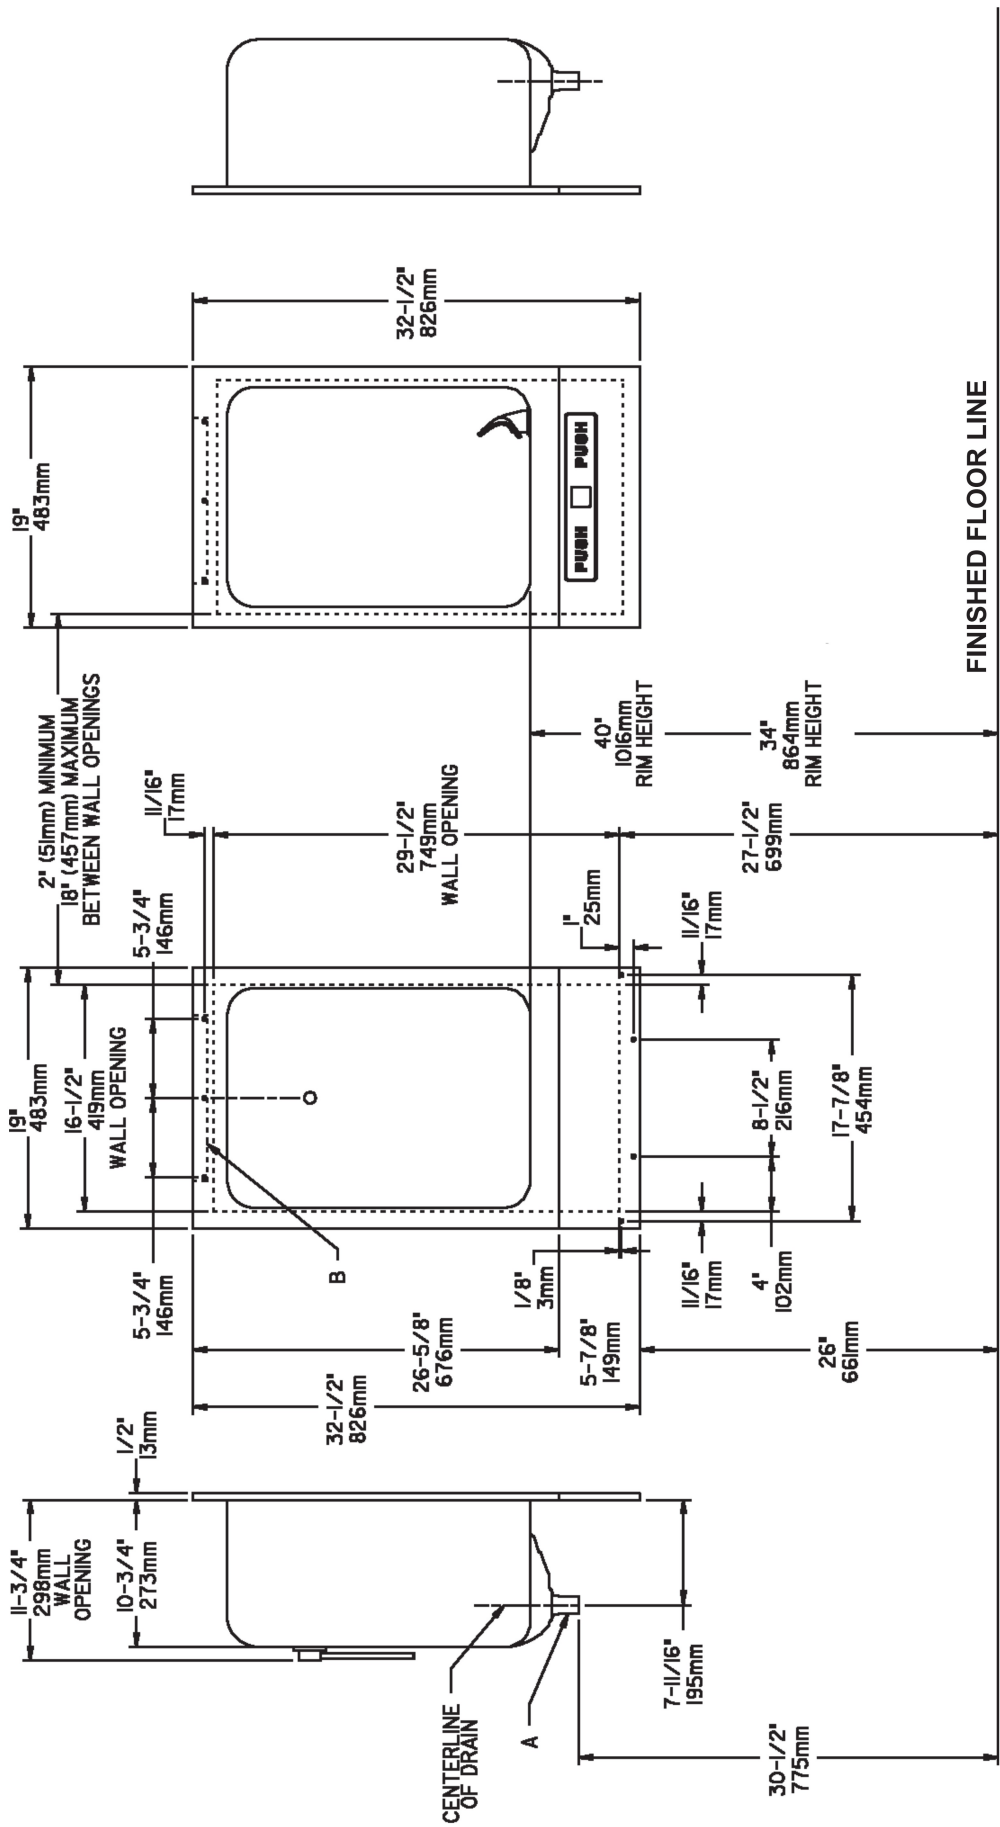 11-3/4"
298mm
WALL
OPENING
10-3/4"
273mm
1/2"
13mm
CENTERLINE
OF DRAIN
A
7-11/16"
195mm
30-1/2"
775mm
19"
483mm
16-1/2"
419mm
WALL OPENING
5-3/4"
146mm
5-3/4"
146mm
B
32-1/2"
826mm
26-5/8"
676mm
5-7/8"
149mm
26"
661mm
1/8"
3mm
11/16"
17mm
4"
102mm
8-1/2"
216mm
17-7/8"
454mm
1"
25mm
11/16"
17mm
2" (51mm) MINIMUM
18" (457mm) MAXIMUM
BETWEEN WALL OPENINGS
11/16"
17mm
29-1/2"
749mm
WALL OPENING
27-1/2"
699mm
40"
1016mm
RIM HEIGHT
34"
864mm
RIM HEIGHT
19"
483mm
32-1/2"
826mm
PUSH PUSH
FINISHED FLOOR LINE